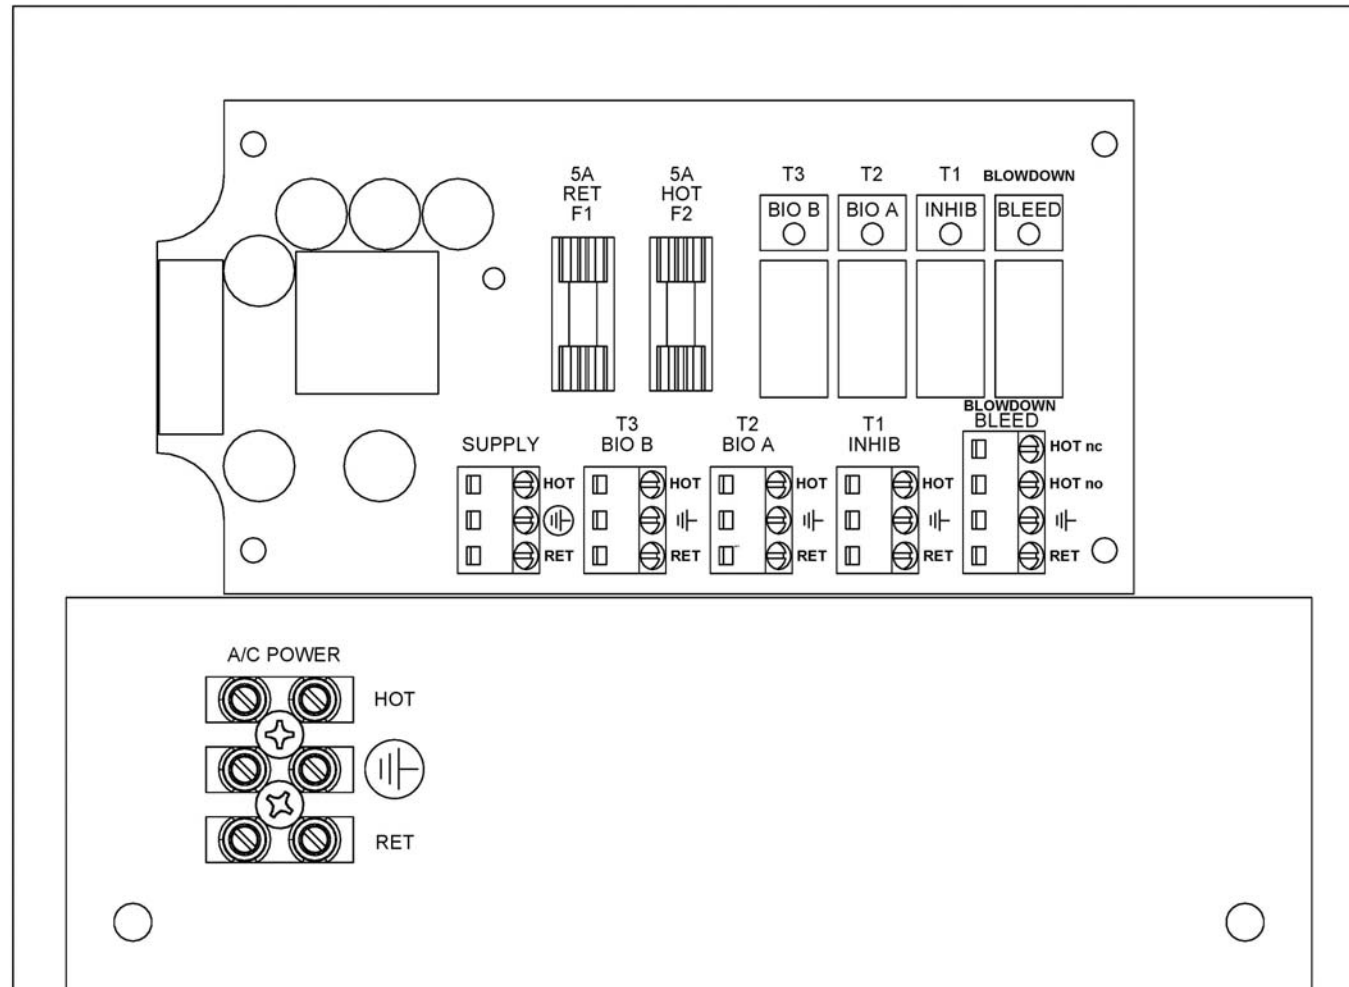 5A
RET
F1
5A
HOT
F2
T3
BIO B
T2
BIO A
T1
INHIB
BLOWDOWN
BLEED
SUPPLY
HOT
RET
T3
BIO B
HOT
RET
T2
BIO A
HOT
RET
T1
INHIB
HOT
RET
BLOWDOWN
BLEED
HOT nc
HOT no
RET
A/C POWER
HOT
RET